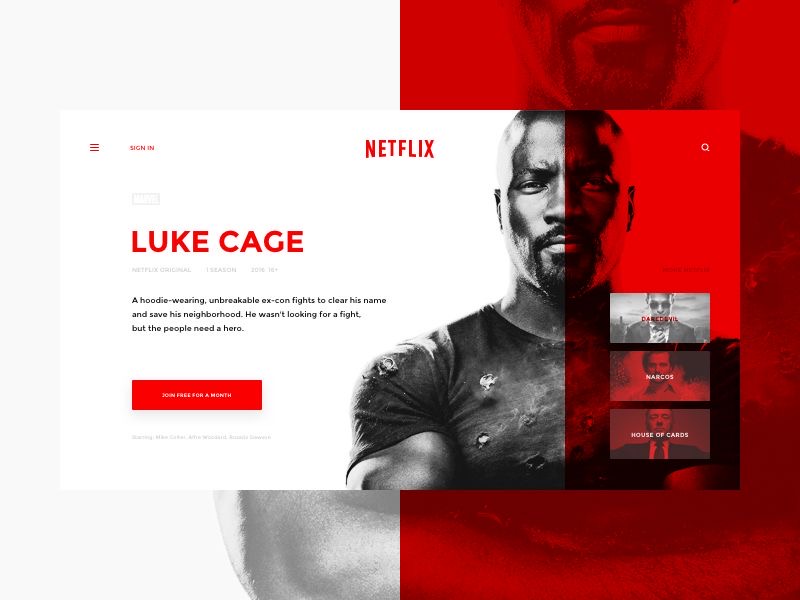 SIGN IN
NETFLIX
MARVEL
LUKE CAGE
NETFLIX ORIGINAL 1 SEASON 2016 16+
A hoodie-wearing, unbreakable ex-con fights to clear his name
and save his neighborhood. He wasn't looking for a fight,
but the people need a hero.
JOIN FREE FOR A MONTH
Starring: Mike Colter, Alfre Woodard, Rosario Dawson
DAREDEVIL
NARCOS
HOUSE OF CARDS